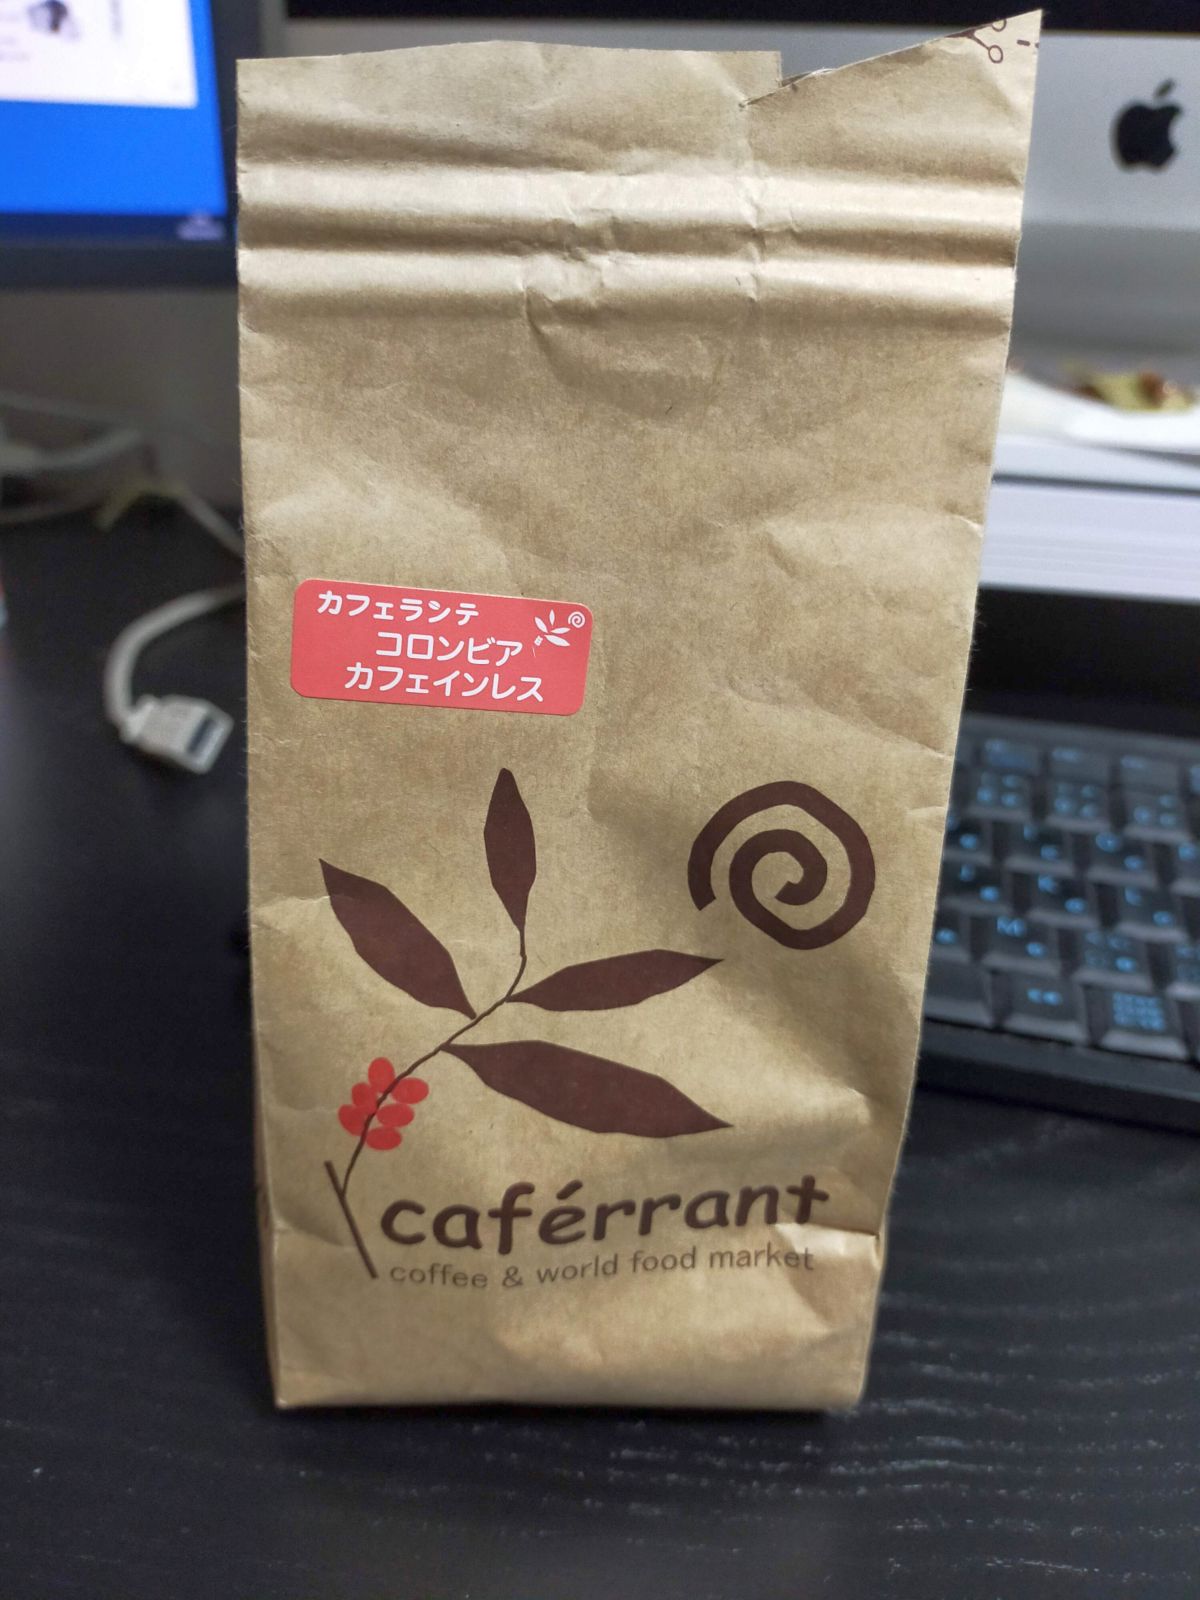 カフェランテ
コロンビア
カフェインレス
caférrant
coffee & world food market